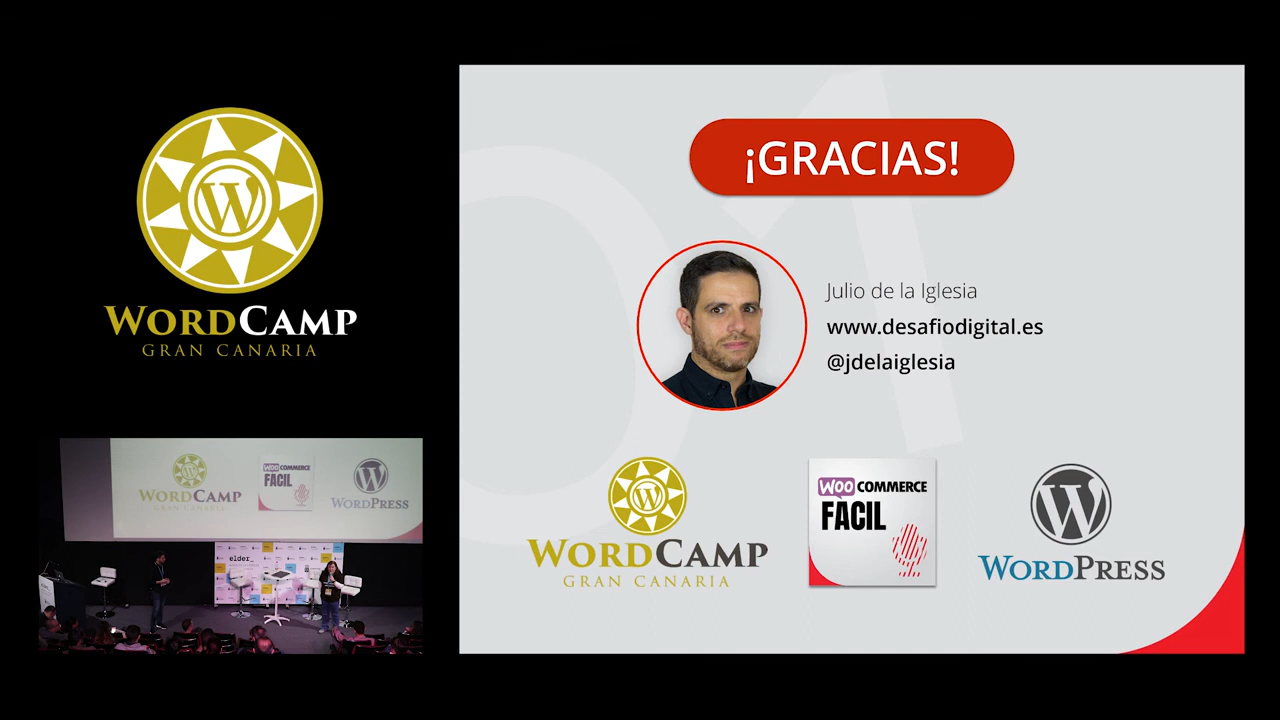 WORDCAMP
GRAN CANARIA
¡GRACIAS!
Julio de la Iglesia
www.desafiodigital.es
@jdelaiglesia
WORDCAMP
GRAN CANARIA
WOO COMMERCE
FACIL
WORDPRESS
WORDCAMP
GRAN CANARIA
WOO COMMERCE
FACIL
WORDPRESS
elder_